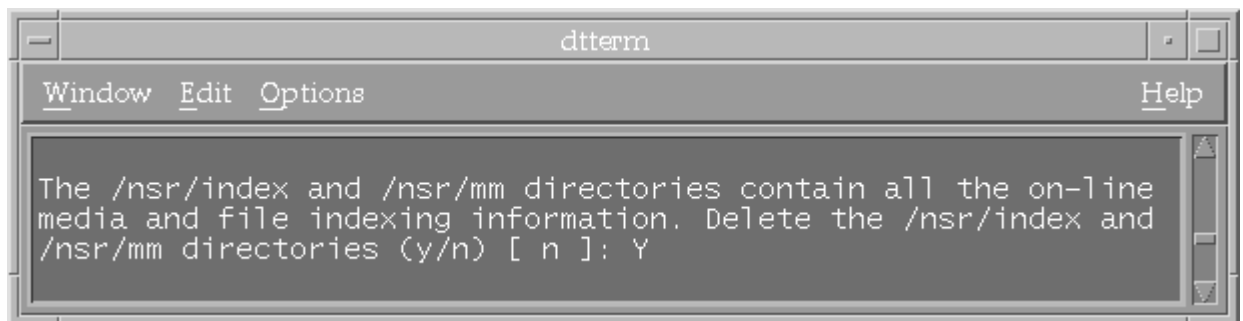 dtterm
Window Edit Options Help
The /nsr/index and /nsr/mm directories contain all the on-line
media and file indexing information. Delete the /nsr/index and
/nsr/mm directories (y/n) [ n ]: Y